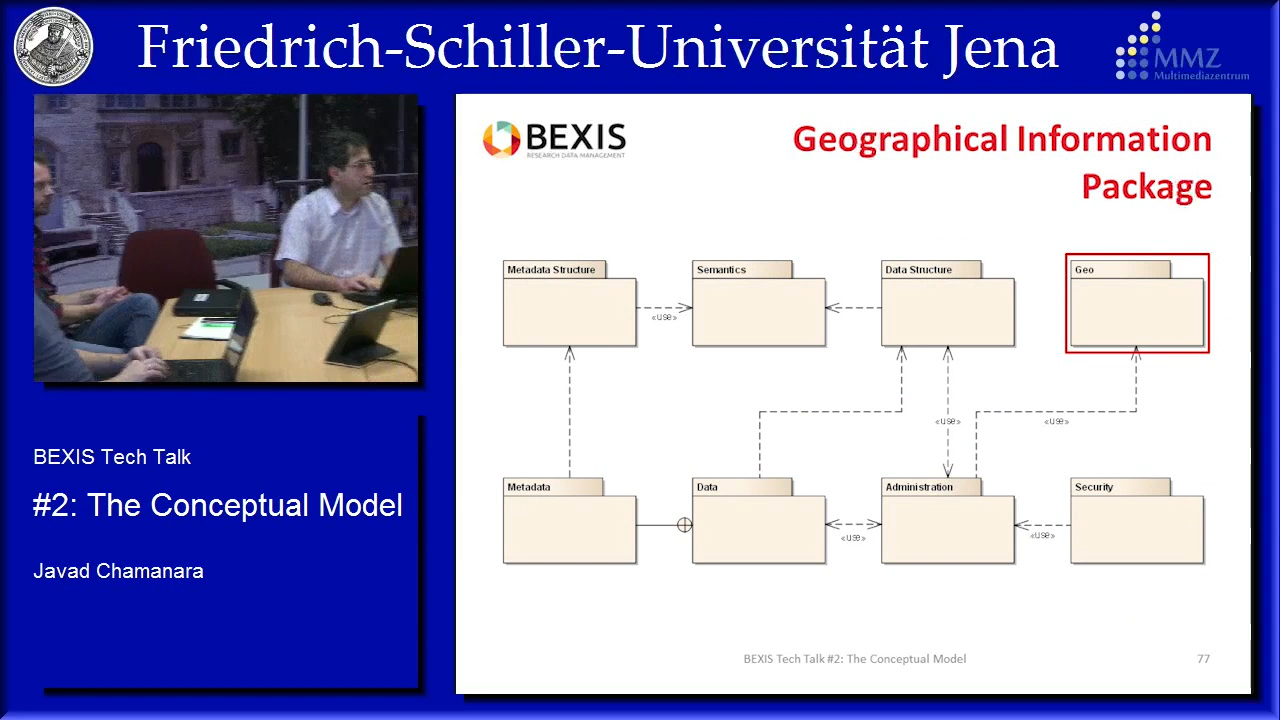 Friedrich-Schiller-Universität Jena
MMZ
Multimediazentrum
BEXIS
RESEARCH DATA MANAGEMENT
Geographical Information
Package
Metadata Structure
Semantics
Data Structure
Geo
«use»
«use»
«use»
Metadata
Data
Administration
Security
«use»
«use»
BEXIS Tech Talk #2: The Conceptual Model
77
BEXIS Tech Talk
#2: The Conceptual Model
Javad Chamanara